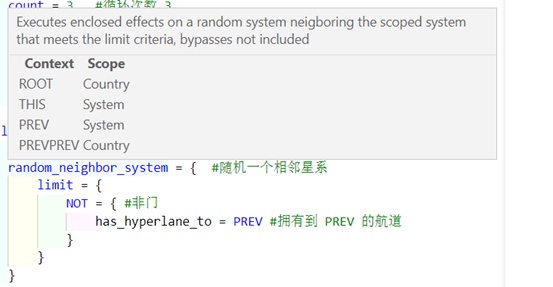 count = 3 #循环次数 3
Executes enclosed effects on a random system neigboring the scoped system
that meets the limit criteria, bypasses not included
Context Scope
ROOT Country
THIS System
PREV System
PREVPREV Country
l
random_neighbor_system = { #随机一个相邻星系
limit = {
NOT = { #非门
has_hyperlane_to = PREV #拥有到 PREV 的航道
}
}
}